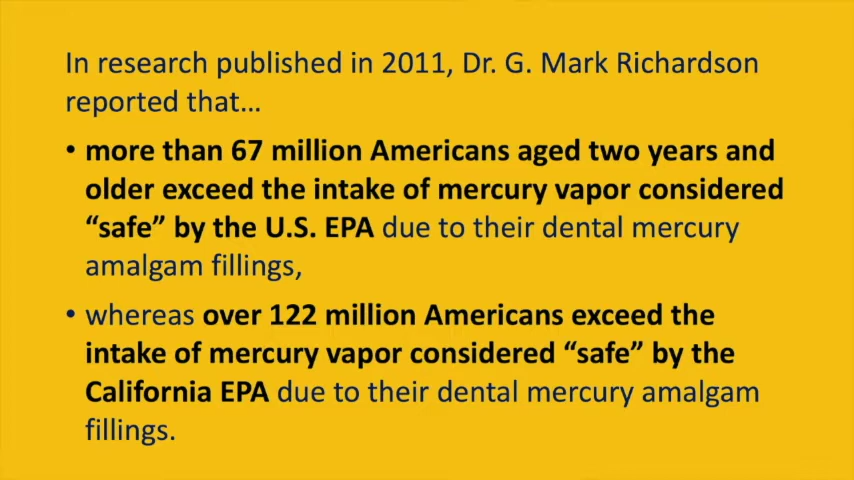 In research published in 2011, Dr. G. Mark Richardson
reported that…
• more than 67 million Americans aged two years and
older exceed the intake of mercury vapor considered
“safe” by the U.S. EPA due to their dental mercury
amalgam fillings,
• whereas over 122 million Americans exceed the
intake of mercury vapor considered “safe” by the
California EPA due to their dental mercury amalgam
fillings.